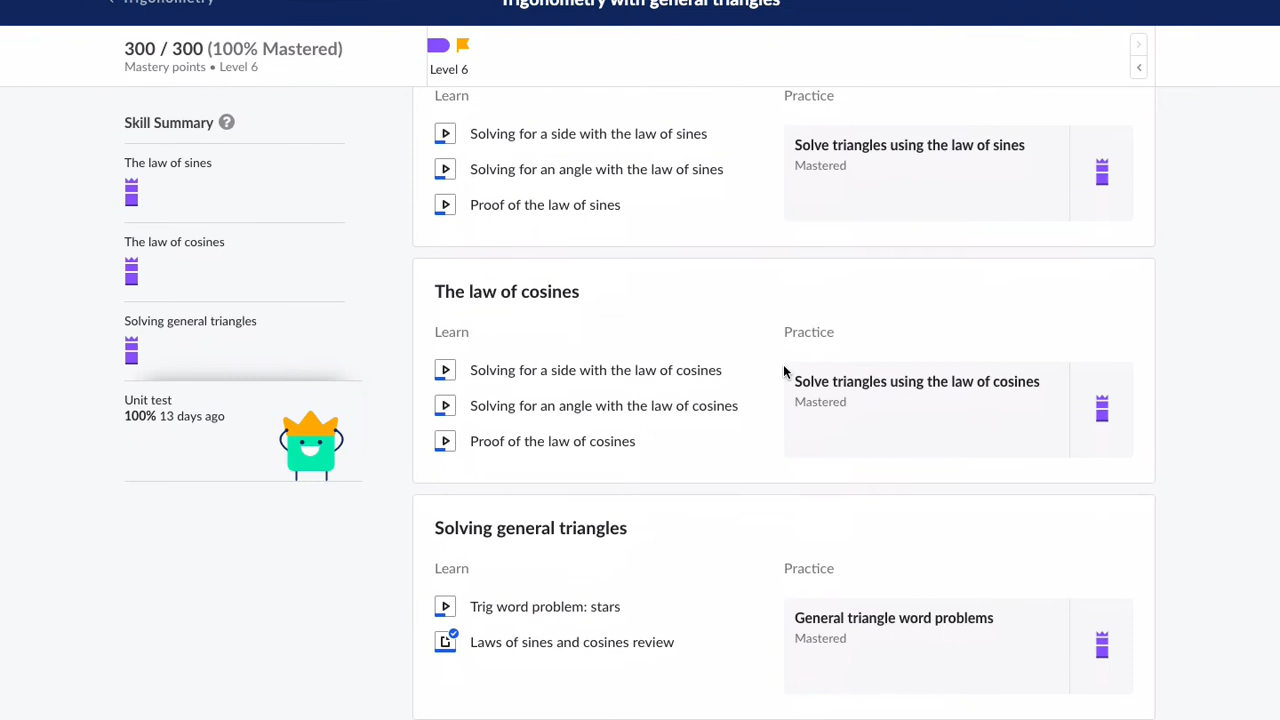 Trigonometry
Trigonometry with general triangles
300 / 300 (100% Mastered)
Mastery points • Level 6
Level 6
Skill Summary ?
The law of sines
The law of cosines
Solving general triangles
Unit test
100% 13 days ago
Learn
Solving for a side with the law of sines
Solving for an angle with the law of sines
Proof of the law of sines
Practice
Solve triangles using the law of sines
Mastered
The law of cosines
Learn
Solving for a side with the law of cosines
Solving for an angle with the law of cosines
Proof of the law of cosines
Practice
Solve triangles using the law of cosines
Mastered
Solving general triangles
Learn
Trig word problem: stars
Laws of sines and cosines review
Practice
General triangle word problems
Mastered